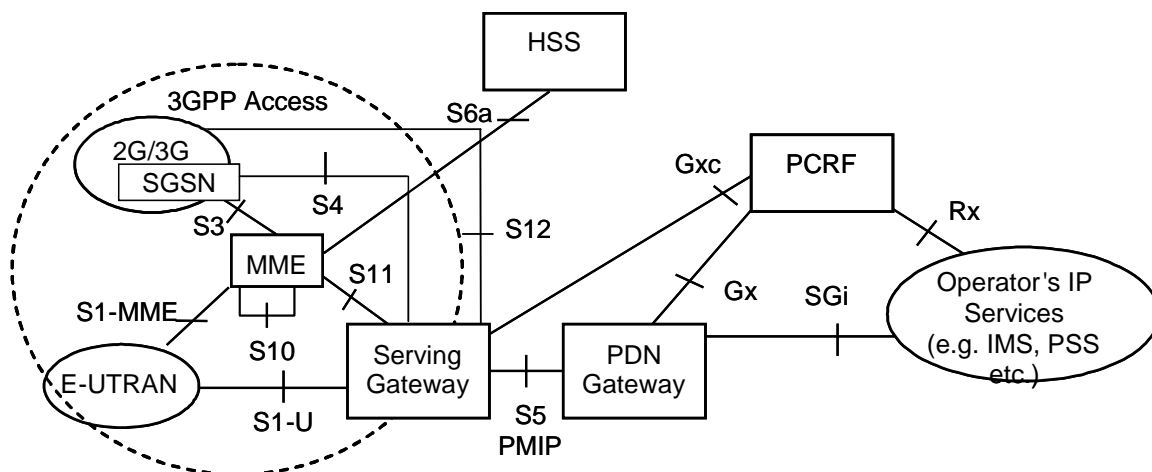 HSS
3GPP Access
S6a
2G/3G
SGSN
Gxc
PCRF
S4
S3
Rx
S12
MME
S11
Gx
SGi
Operator's IP
Services
(e.g. IMS, PSS
etc.)
S1-MME
S10
Serving
Gateway
PDN
Gateway
E-UTRAN
S1-U
S5
PMIP